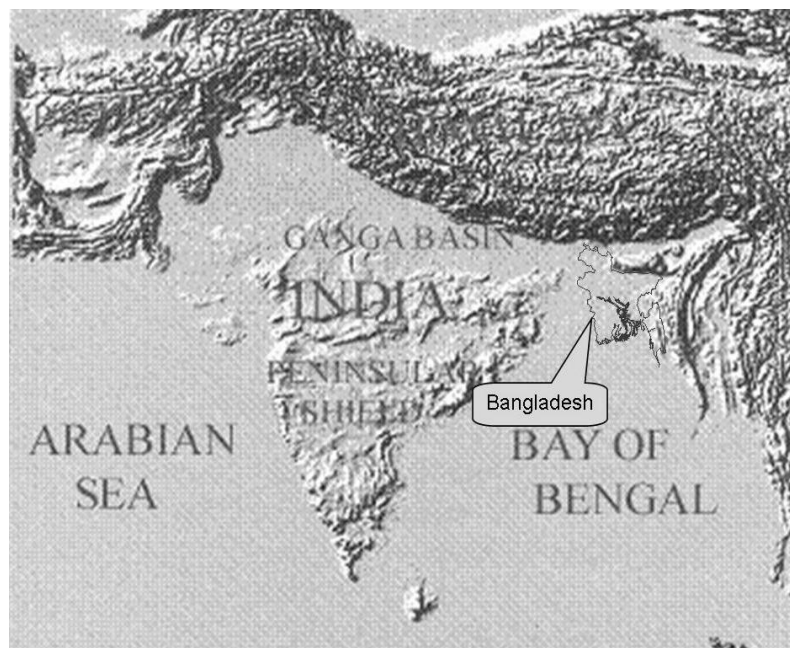 GANGA BASIN
INDIA
PENINSULAR
SHIELD
Bangladesh
ARABIAN
SEA
BAY OF
BENGAL